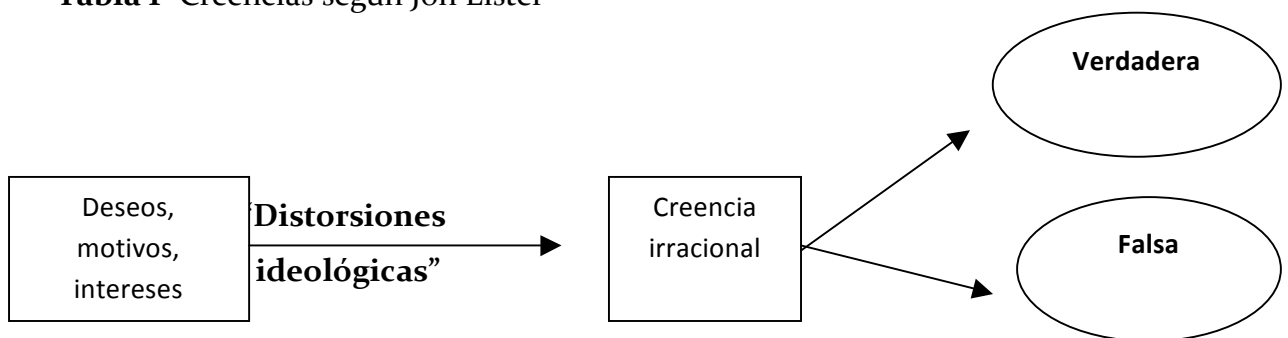 Tabla 1 Creencias según Jon Elster
Verdadera
Deseos,
motivos,
intereses
“Distorsiones
ideológicas”
Creencia
irracional
Falsa